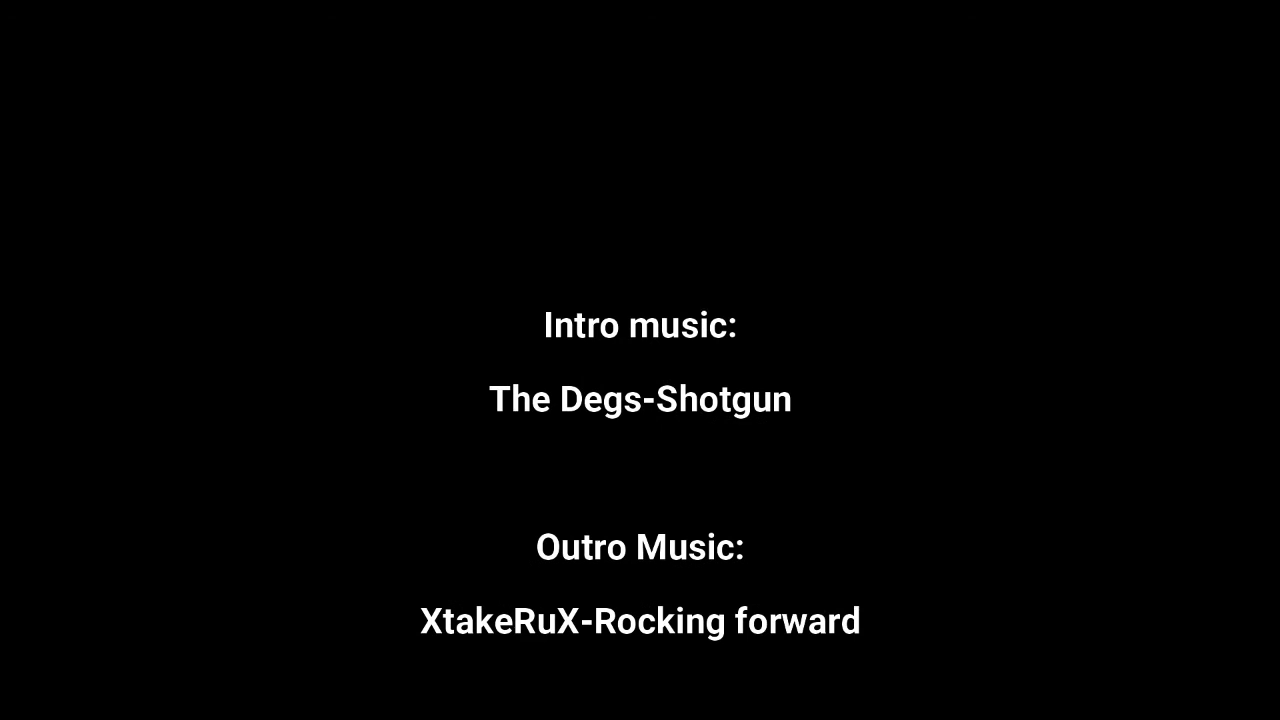 Intro music:
The Degs-Shotgun
Outro Music:
XtakeRuX-Rocking forward